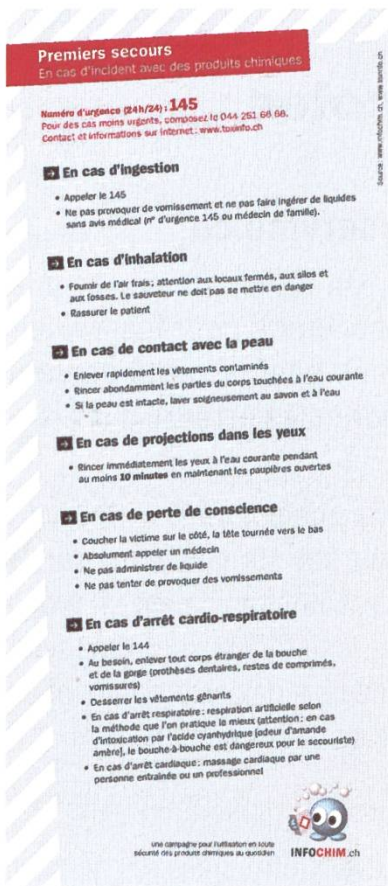 Premiers secours
En cas d'incident avec des produits chimiques
Numéro d'urgence (24h/24) : 145
Pour des cas moins urgents, composez le 044 251 66 66.
Contact et informations sur Internet : www.toxinfo.ch
En cas d'ingestion
• Appeler le 145
• Ne pas provoquer de vomissement et ne pas faire ingérer de liquides
sans avis médical (n° d'urgence 145 ou médecin de famille).
En cas d'inhalation
• Fournir de l'air frais ; attention aux locaux fermés, aux silos et
aux fosses. Le sauveteur ne doit pas se mettre en danger
• Rassurer le patient
En cas de contact avec la peau
• Enlever rapidement les vêtements contaminés
• Rincer abondamment les parties du corps touchées à l'eau courante
• Si la peau est intacte, laver soigneusement au savon et à l'eau
En cas de projections dans les yeux
• Rincer immédiatement les yeux à l'eau courante pendant
au moins 10 minutes en maintenant les paupières ouvertes
En cas de perte de conscience
• Coucher la victime sur le côté, la tête tournée vers le bas
• Absolument appeler un médecin
• Ne pas administrer de liquide
• Ne pas tenter de provoquer des vomissements
En cas d'arrêt cardio-respiratoire
• Appeler le 144
• Au besoin, enlever tout corps étranger de la bouche
et de la gorge (prothèses dentaires, restes de comprimés,
vomissures)
• Desserrer les vêtements gênants
• En cas d'arrêt respiratoire : respiration artificielle selon
la méthode que l'on pratique le mieux (attention : en cas
d'intoxication par l'acide cyanhydrique [odeur d'amande
amère], le bouche-à-bouche est dangereux pour le secouriste)
• En cas d'arrêt cardiaque : massage cardiaque par une
personne entraînée ou un professionnel
une campagne pour l'utilisation en toute
sécurité des produits chimiques au quotidien
INFOCHIM.ch
Source : www.infochim.ch, www.toxinfo.ch